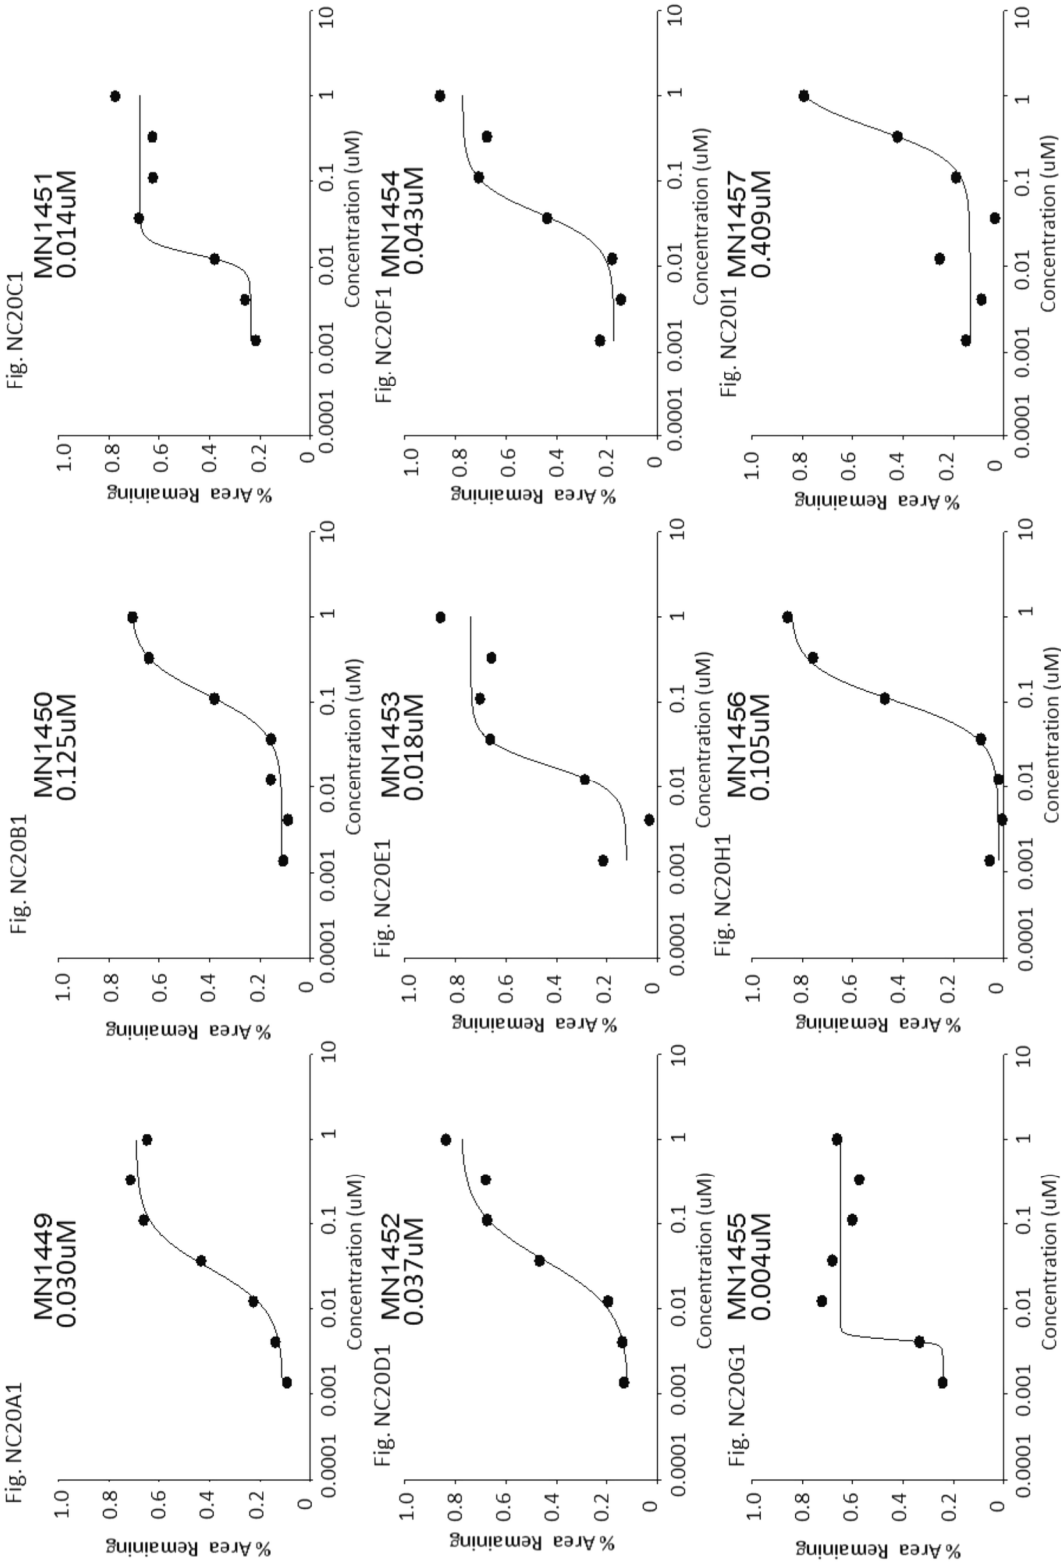 Fig. NC20A1
MN1449
0.030uM
% Area Remaining
1.0
0.8
0.6
0.4
0.2
0
0.0001 0.001 0.01 0.1 1 10
Concentration (uM)
Fig. NC20B1
MN1450
0.125uM
% Area Remaining
1.0
0.8
0.6
0.4
0.2
0
0.0001 0.001 0.01 0.1 1 10
Concentration (uM)
Fig. NC20C1
MN1451
0.014uM
% Area Remaining
1.0
0.8
0.6
0.4
0.2
0
0.0001 0.001 0.01 0.1 1 10
Concentration (uM)
Fig. NC20D1
MN1452
0.037uM
% Area Remaining
1.0
0.8
0.6
0.4
0.2
0
0.0001 0.001 0.01 0.1 1 10
Concentration (uM)
Fig. NC20E1
MN1453
0.018uM
% Area Remaining
1.0
0.8
0.6
0.4
0.2
0
0.0001 0.001 0.01 0.1 1 10
Concentration (uM)
Fig. NC20F1
MN1454
0.043uM
% Area Remaining
1.0
0.8
0.6
0.4
0.2
0
0.0001 0.001 0.01 0.1 1 10
Concentration (uM)
Fig. NC20G1
MN1455
0.004uM
% Area Remaining
1.0
0.8
0.6
0.4
0.2
0
0.0001 0.001 0.01 0.1 1 10
Concentration (uM)
Fig. NC20H1
MN1456
0.105uM
% Area Remaining
1.0
0.8
0.6
0.4
0.2
0
0.0001 0.001 0.01 0.1 1 10
Concentration (uM)
Fig. NC20I1
MN1457
0.409uM
% Area Remaining
1.0
0.8
0.6
0.4
0.2
0
0.0001 0.001 0.01 0.1 1 10
Concentration (uM)